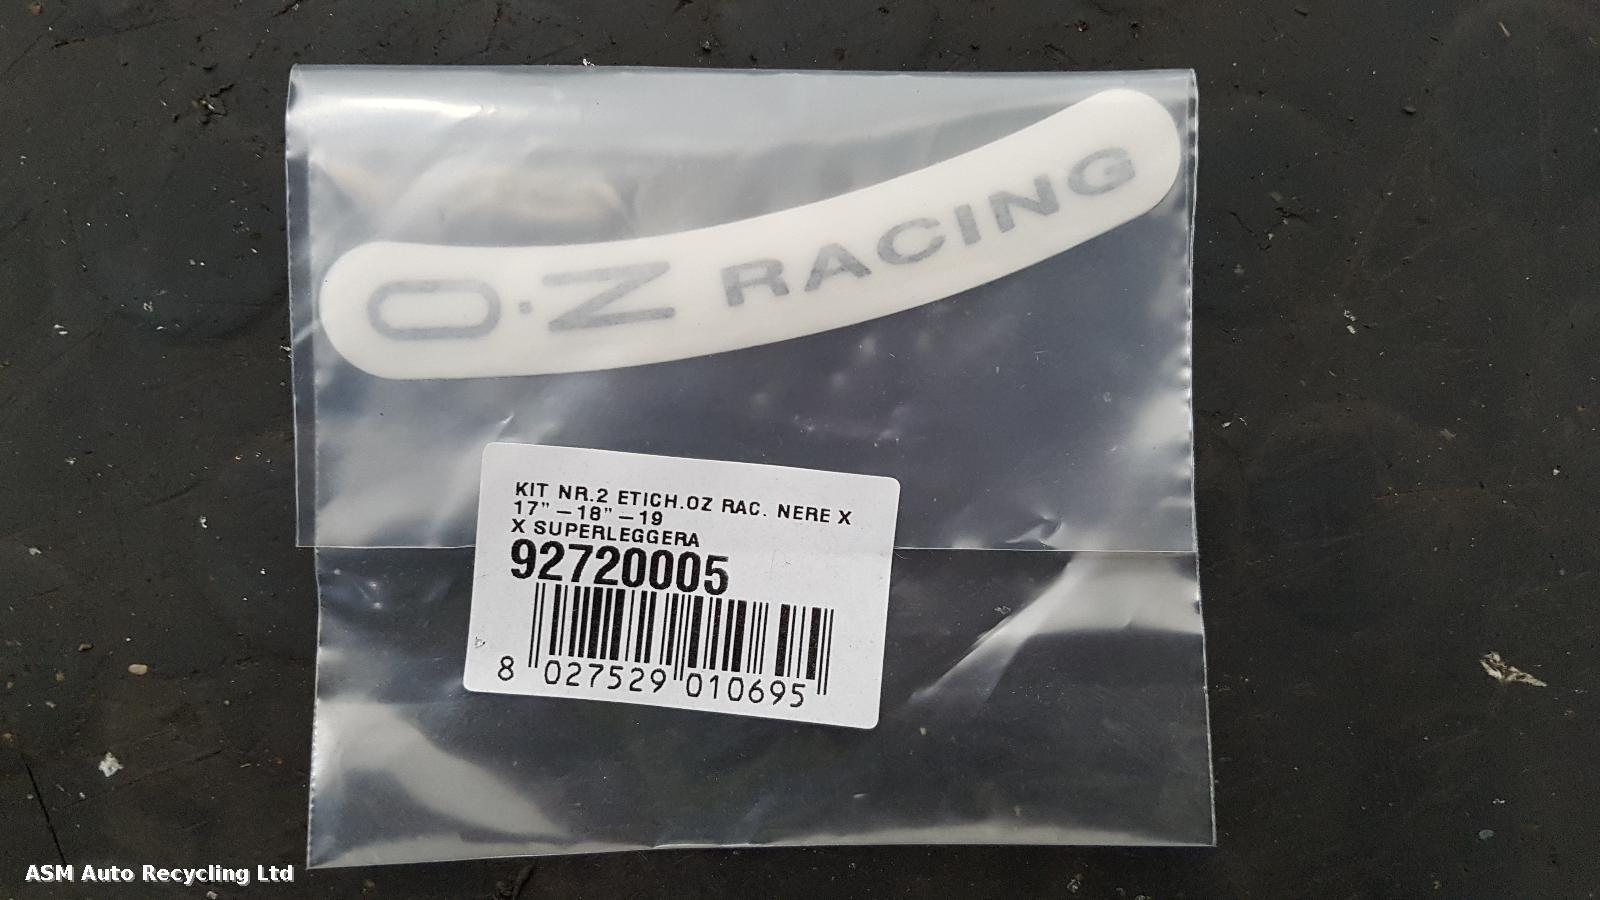 O·Z RACING
KIT NR.2 ETICH.OZ RAC. NERE X
17"–18"–19
X SUPERLEGGERA
92720005
8 027529 010695
ASM Auto Recycling Ltd